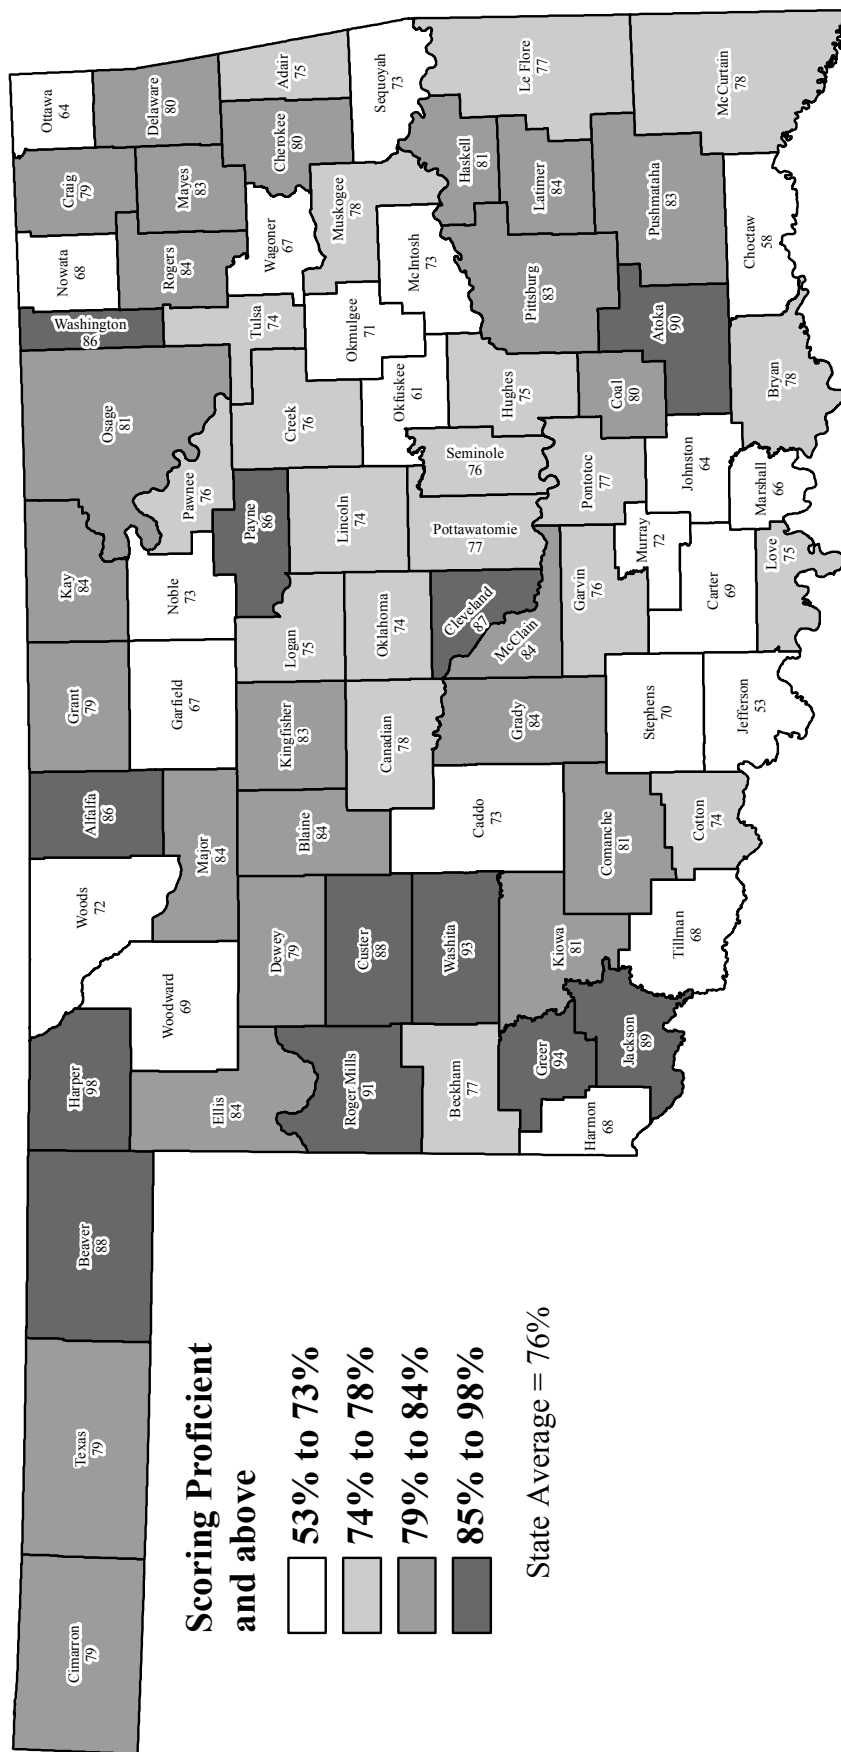 Cimarron
79
Texas
79
Beaver
88
Harper
98
Woods
72
Alfalfa
86
Grant
79
Kay
84
Osage
81
Washington
86
Nowata
68
Craig
79
Ottawa
64
Ellis
84
Woodward
69
Major
84
Garfield
67
Noble
73
Pawnee
76
Rogers
84
Mayes
83
Delaware
80
Roger Mills
91
Dewey
79
Blaine
84
Kingfisher
83
Logan
75
Payne
86
Creek
76
Tulsa
74
Wagoner
67
Cherokee
80
Adair
75
Custer
88
Canadian
78
Oklahoma
74
Lincoln
74
Okfuskee
61
Okmulgee
71
Muskogee
78
Sequoyah
73
Beckham
77
Washita
93
Caddo
73
Grady
84
Cleveland
87
McClain
84
Pottawatomie
77
Seminole
76
Hughes
75
McIntosh
73
Haskell
81
Le Flore
77
Harmon
68
Greer
94
Kiowa
81
Comanche
81
Stephens
70
Garvin
76
Murray
72
Pontotoc
77
Coal
80
Pittsburg
83
Latimer
84
Jackson
89
Tillman
68
Cotton
74
Jefferson
53
Carter
69
Johnston
64
Atoka
90
Pushmataha
83
McCurtain
78
Love
75
Marshall
66
Bryan
78
Choctaw
58
Scoring Proficient
and above
53% to 73%
74% to 78%
79% to 84%
85% to 98%
State Average = 76%